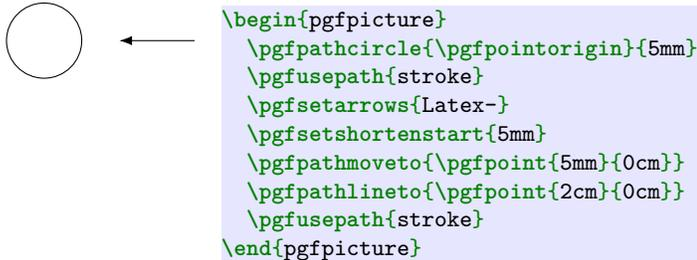 \begin{pgfpicture}
  \pgfpathcircle{\pgfpointorigin}{5mm}
  \pgfusepath{stroke}
  \pgfsetarrows{Latex-}
  \pgfsetshortenstart{5mm}
  \pgfpathmoveto{\pgfpoint{5mm}{0cm}}
  \pgfpathlineto{\pgfpoint{2cm}{0cm}}
  \pgfusepath{stroke}
\end{pgfpicture}